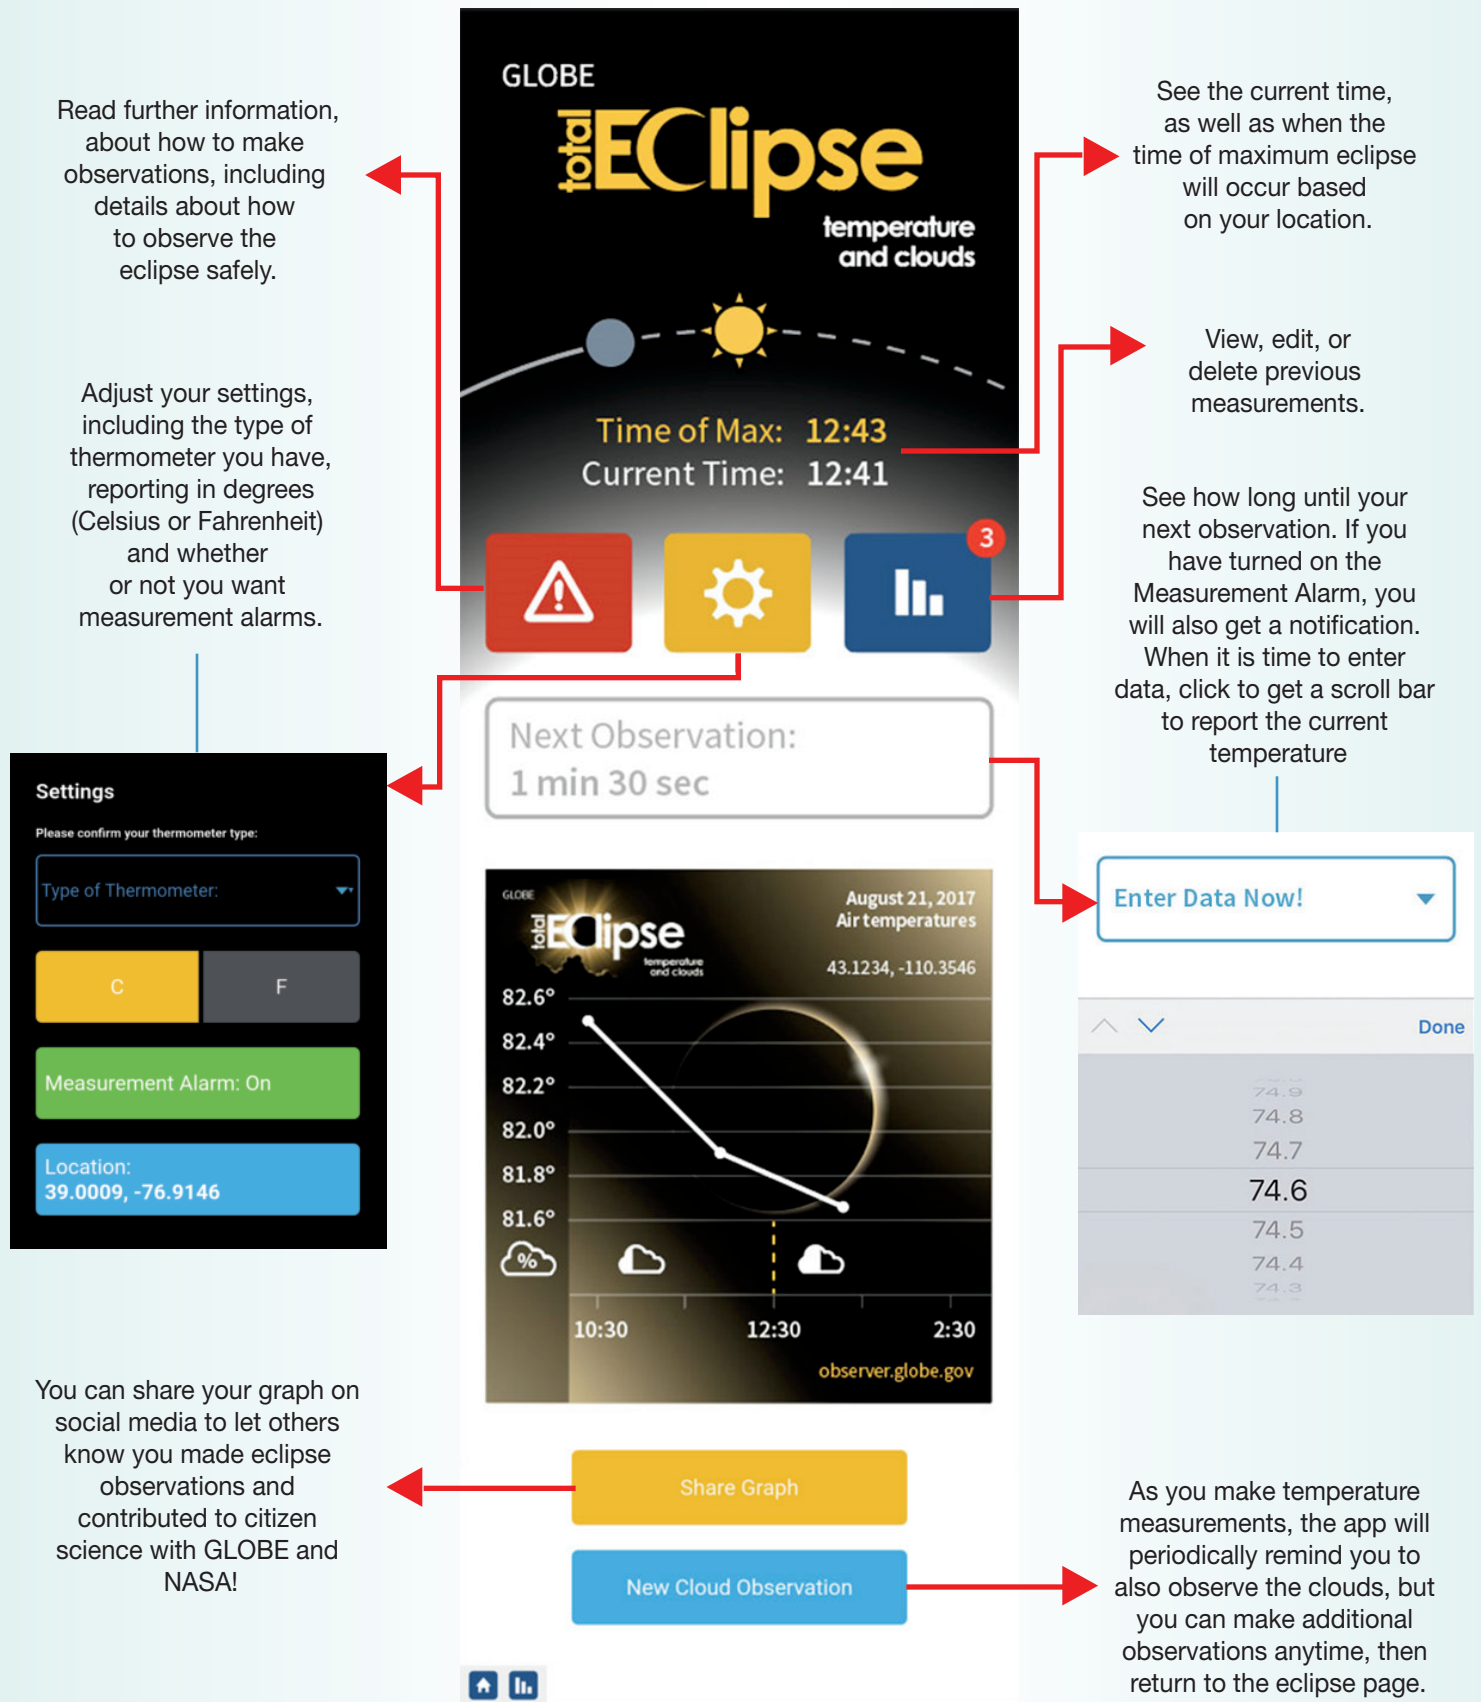 Read further information,
about how to make
observations, including
details about how
to observe the
eclipse safely.
Adjust your settings,
including the type of
thermometer you have,
reporting in degrees
(Celsius or Fahrenheit)
and whether
or not you want
measurement alarms.
Settings
Please confirm your thermometer type:
Type of Thermometer:
C F
Measurement Alarm: On
Location:
39.0009, -76.9146
You can share your graph on
social media to let others
know you made eclipse
observations and
contributed to citizen
science with GLOBE and
NASA!
GLOBE
total EClipse
temperature
and clouds
Time of Max: 12:43
Current Time: 12:41
3
Next Observation:
1 min 30 sec
GLOBE
total EClipse
temperature
and clouds
August 21, 2017
Air temperatures
43.1234, -110.3546
82.6°
82.4°
82.2°
82.0°
81.8°
81.6°
%
10:30 12:30 2:30
observer.globe.gov
Share Graph
New Cloud Observation
See the current time,
as well as when the
time of maximum eclipse
will occur based
on your location.
View, edit, or
delete previous
measurements.
See how long until your
next observation. If you
have turned on the
Measurement Alarm, you
will also get a notification.
When it is time to enter
data, click to get a scroll bar
to report the current
temperature
Enter Data Now!
Done
74.9
74.8
74.7
74.6
74.5
74.4
74.3
As you make temperature
measurements, the app will
periodically remind you to
also observe the clouds, but
you can make additional
observations anytime, then
return to the eclipse page.